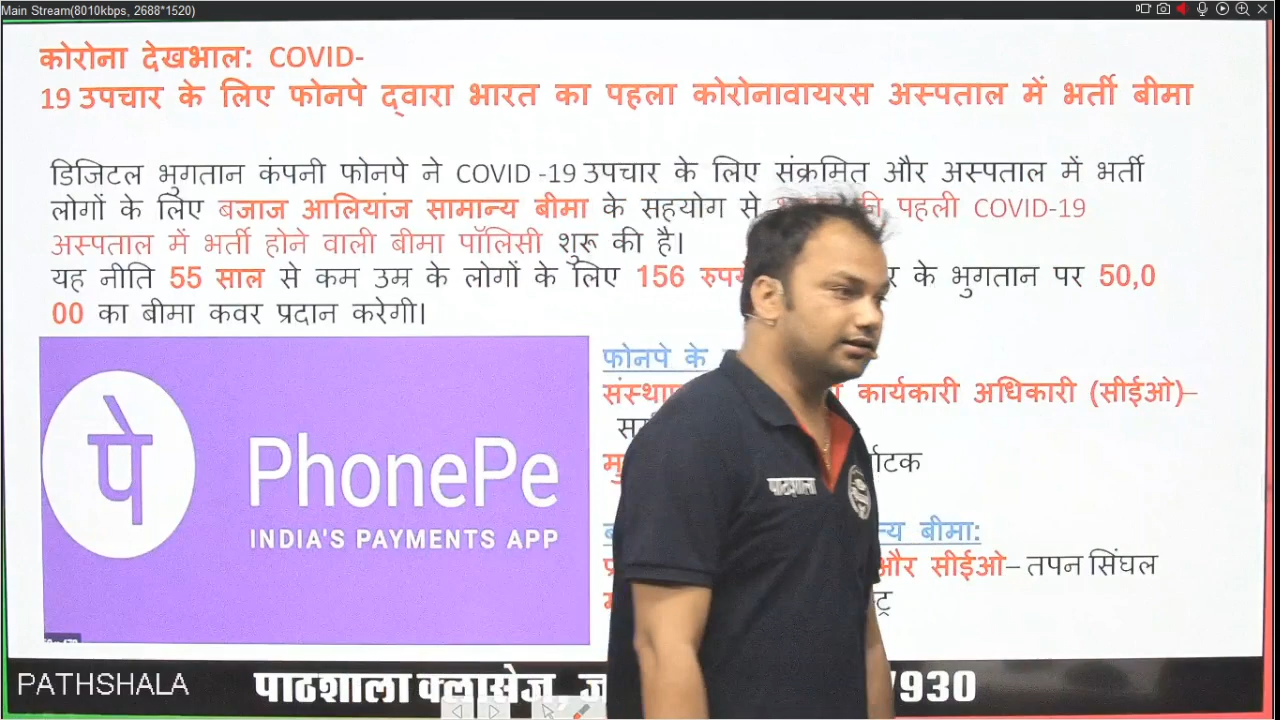 Main Stream(8010kbps, 2688*1520)
कोरोना देखभाल: COVID-
19 उपचार के लिए फोनपे द्वारा भारत का पहला कोरोनावायरस अस्पताल में भर्ती बीमा
डिजिटल भुगतान कंपनी फोनपे ने COVID -19 उपचार के लिए संक्रमित और अस्पताल में भर्ती
लोगों के लिए बजाज आलियांज सामान्य बीमा के सहयोग से की पहली COVID-19
अस्पताल में भर्ती होने वाली बीमा पॉलिसी शुरू की है।
यह नीति 55 साल से कम उम्र के लोगों के लिए 156 के भुगतान पर 50,0
00 का बीमा कवर प्रदान करेगी।
फोनपे के
कार्यकारी अधिकारी (सीईओ)–
पे
PhonePe
INDIA'S PAYMENTS APP
बीमा:
और सीईओ– तपन सिंघल
पाठशाला
PATHSHALA
पाठशाला क्लासेज, 7930